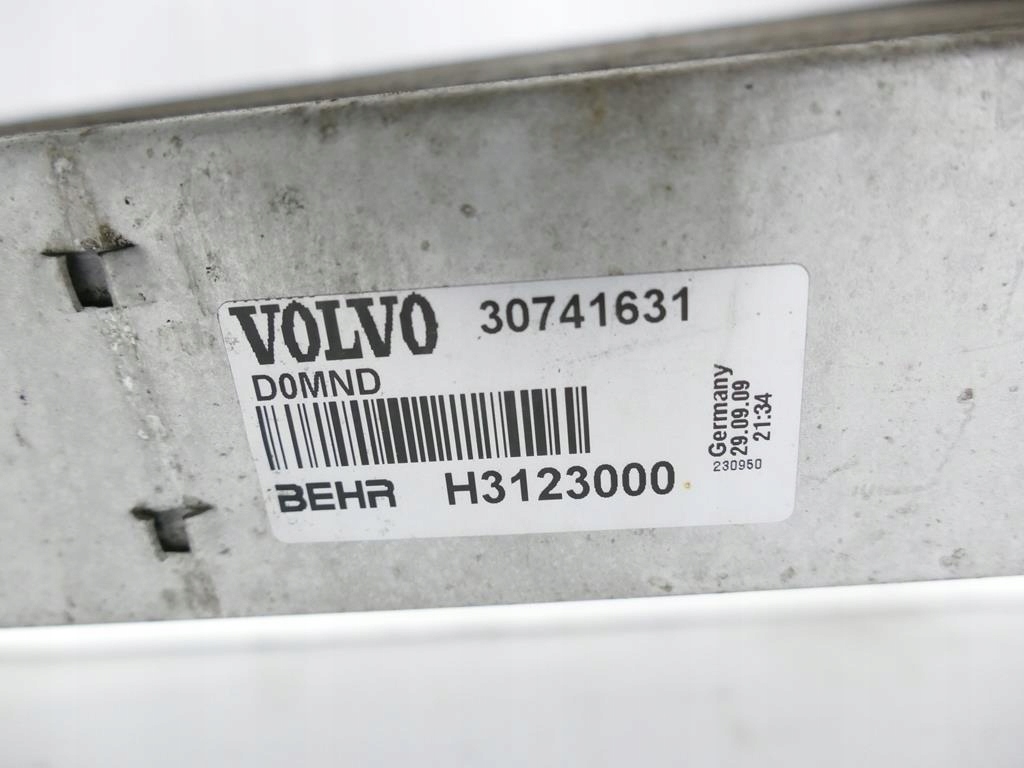 VOLVO 30741631
D0MND
BEHR H3123000
Germany
29.09.09
21:34
230950